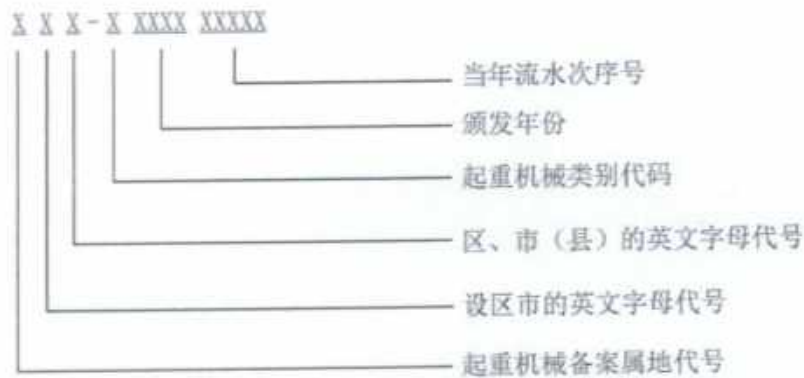 X X X-X XXXX XXXXX
当年流水次序号
颁发年份
起重机械类别代码
区、市（县）的英文字母代号
设区市的英文字母代号
起重机械备案属地代号